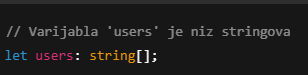 // Varijabla 'users' je niz stringova
let users: string[];